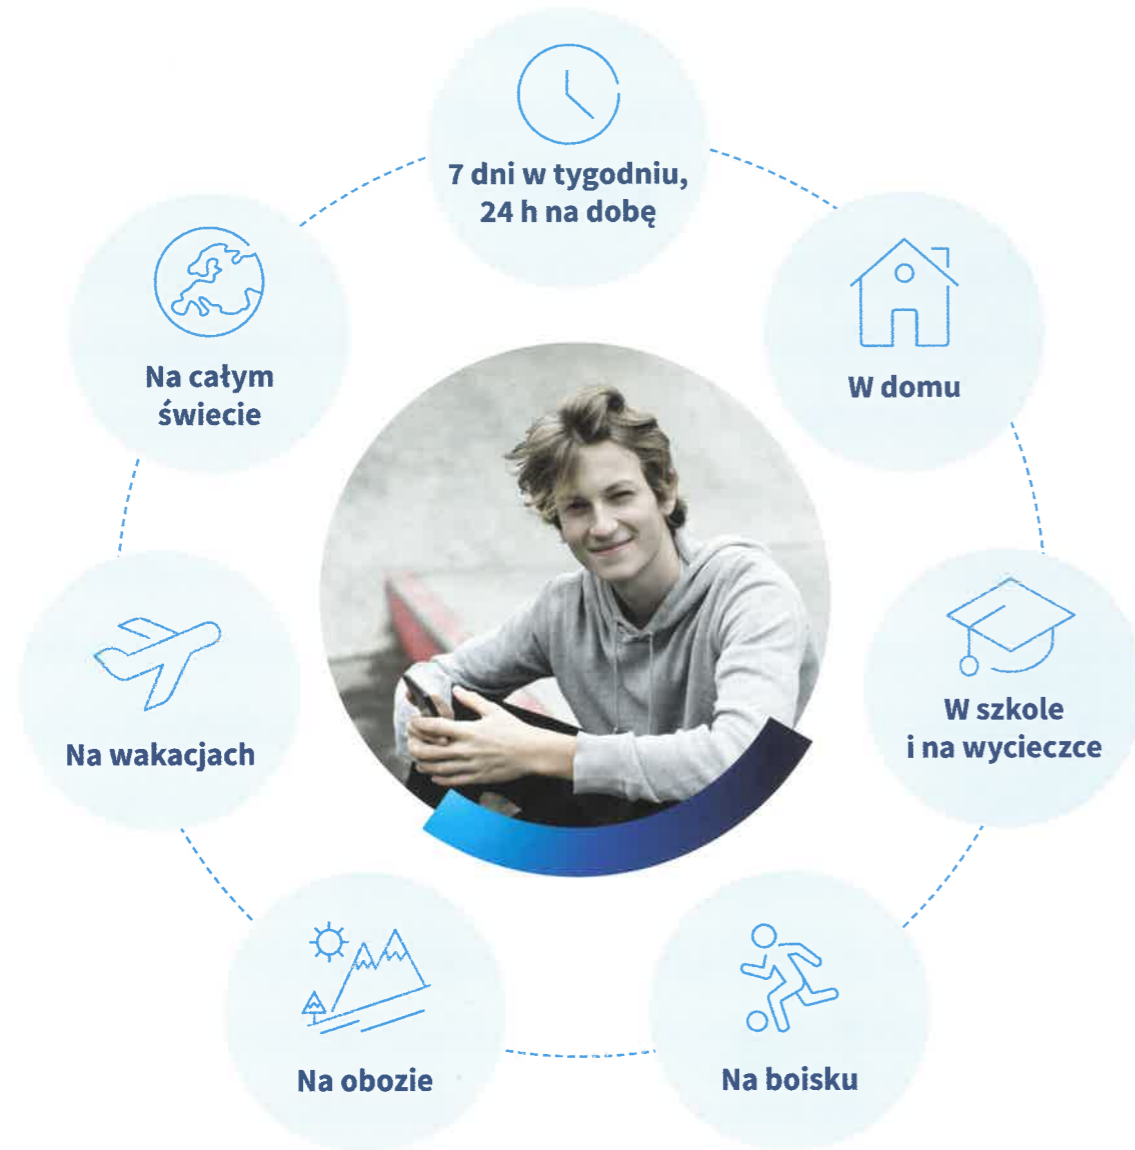 7 dni w tygodniu,
24 h na dobę
W domu
W szkole
i na wycieczce
Na boisku
Na obozie
Na wakacjach
Na całym
świecie